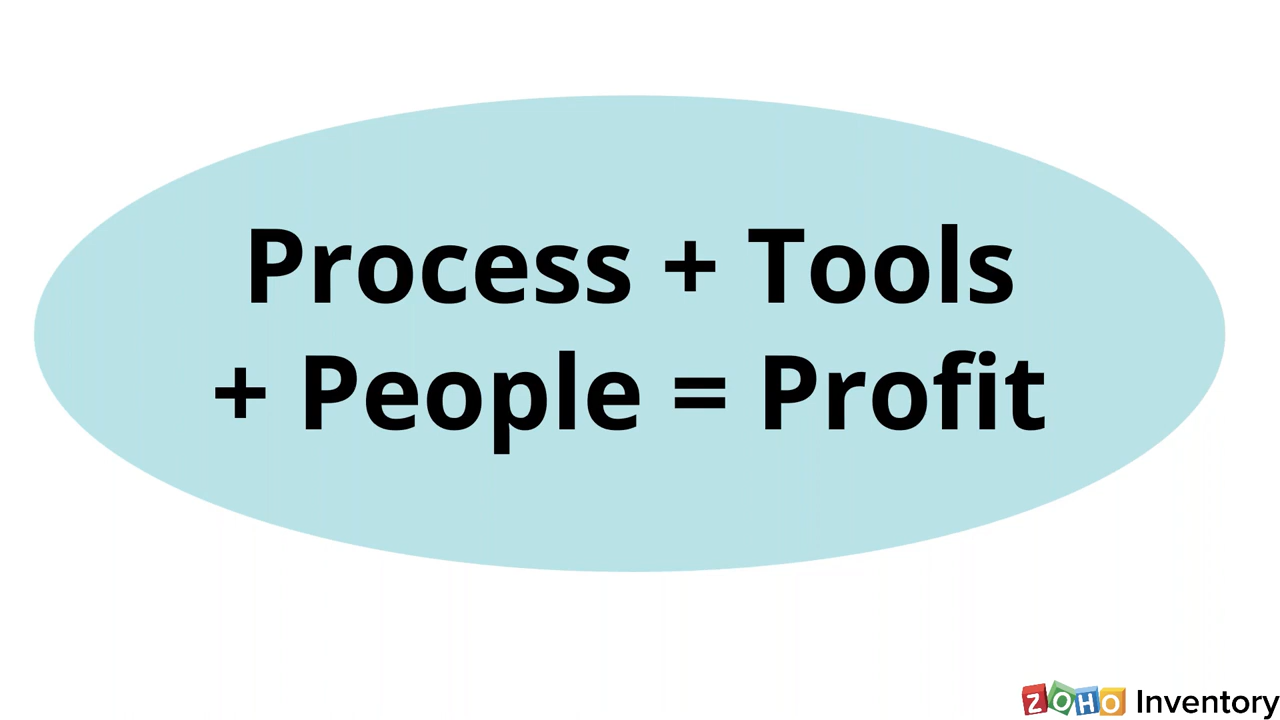 Process + Tools
+ People = Profit
ZOHO Inventory